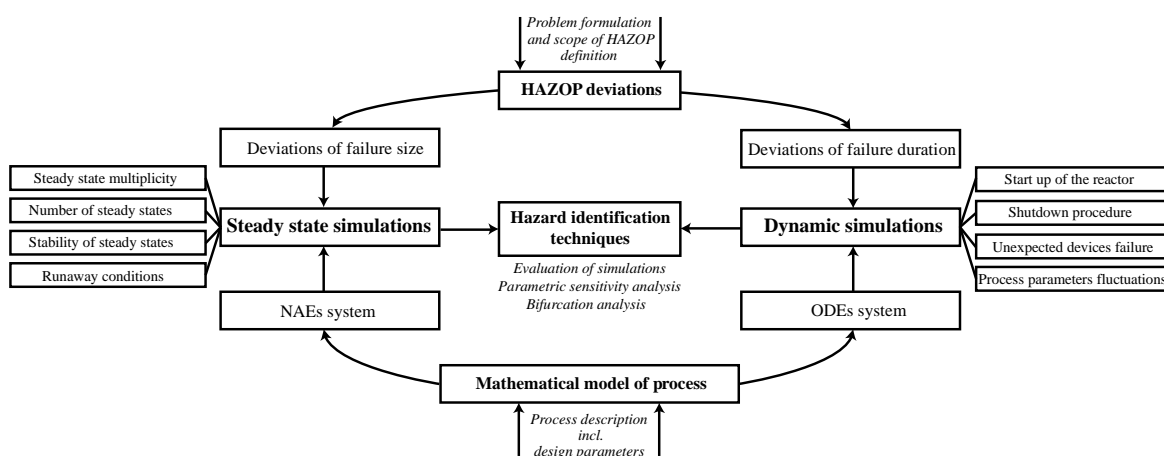 Problem formulation
and scope of HAZOP
definition
HAZOP deviations
Deviations of failure size
Deviations of failure duration
Steady state multiplicity
Number of steady states
Stability of steady states
Runaway conditions
Steady state simulations
Hazard identification
techniques
Dynamic simulations
Start up of the reactor
Shutdown procedure
Unexpected devices failure
Process parameters fluctuations
Evaluation of simulations
Parametric sensitivity analysis
Bifurcation analysis
NAEs system
ODEs system
Mathematical model of process
Process description
incl.
design parameters